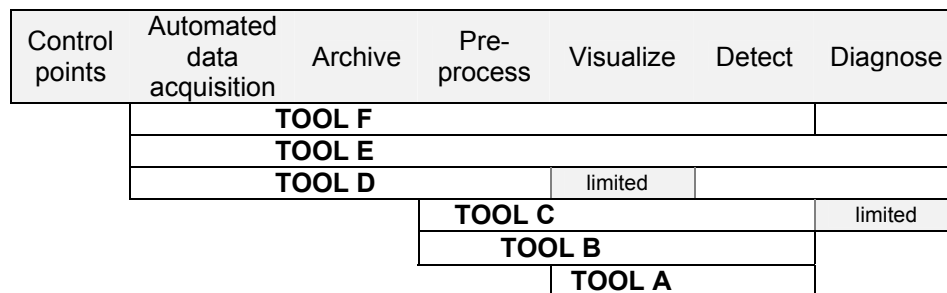 Control points
Automated data acquisition
Archive
Pre-process
Visualize
Detect
Diagnose
TOOL F
TOOL E
TOOL D
limited
TOOL C
limited
TOOL B
TOOL A